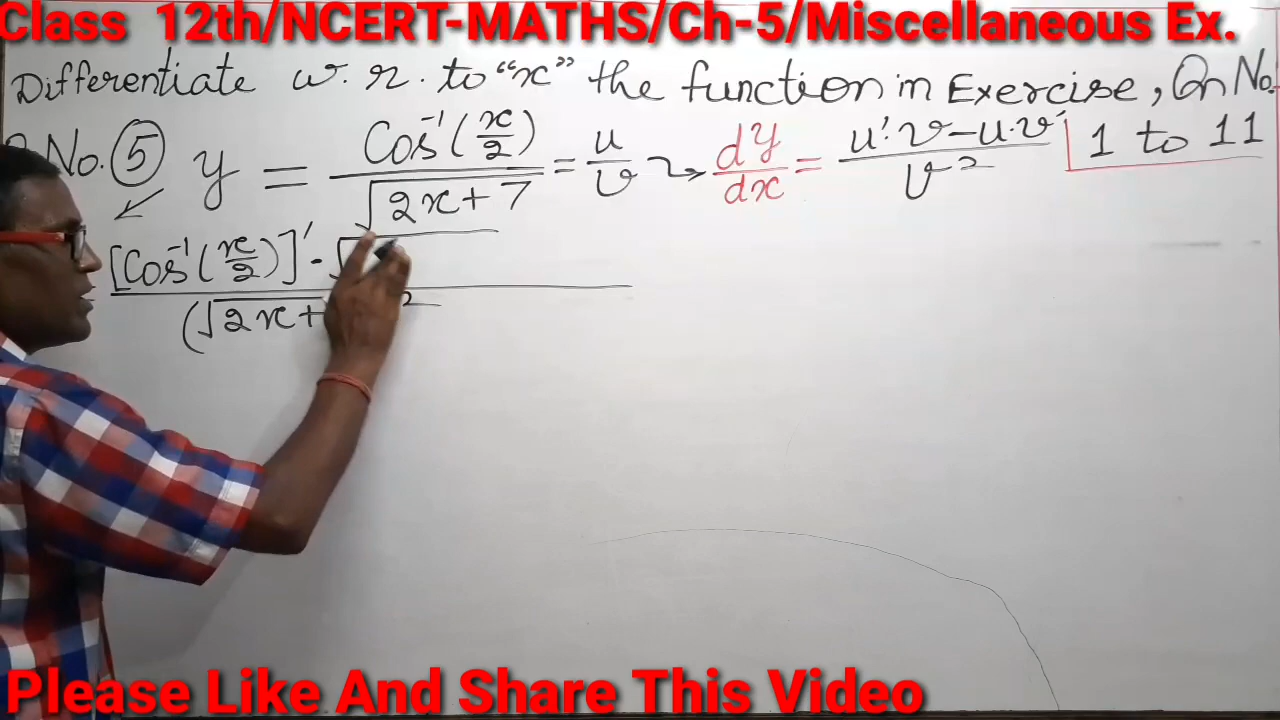 Class 12th/NCERT-MATHS/Ch-5/Miscellaneous Ex.
Differentiate w.r.to "x" the function in Exercise, Qn No.
1 to 11
No. 5 y = Cos⁻¹(x/2) / √(2x+7) = u/v → dy/dx = (u'.v - u.v') / v²
[Cos⁻¹(x/2)]' . √
(√2x+ ²
Please Like And Share This Video